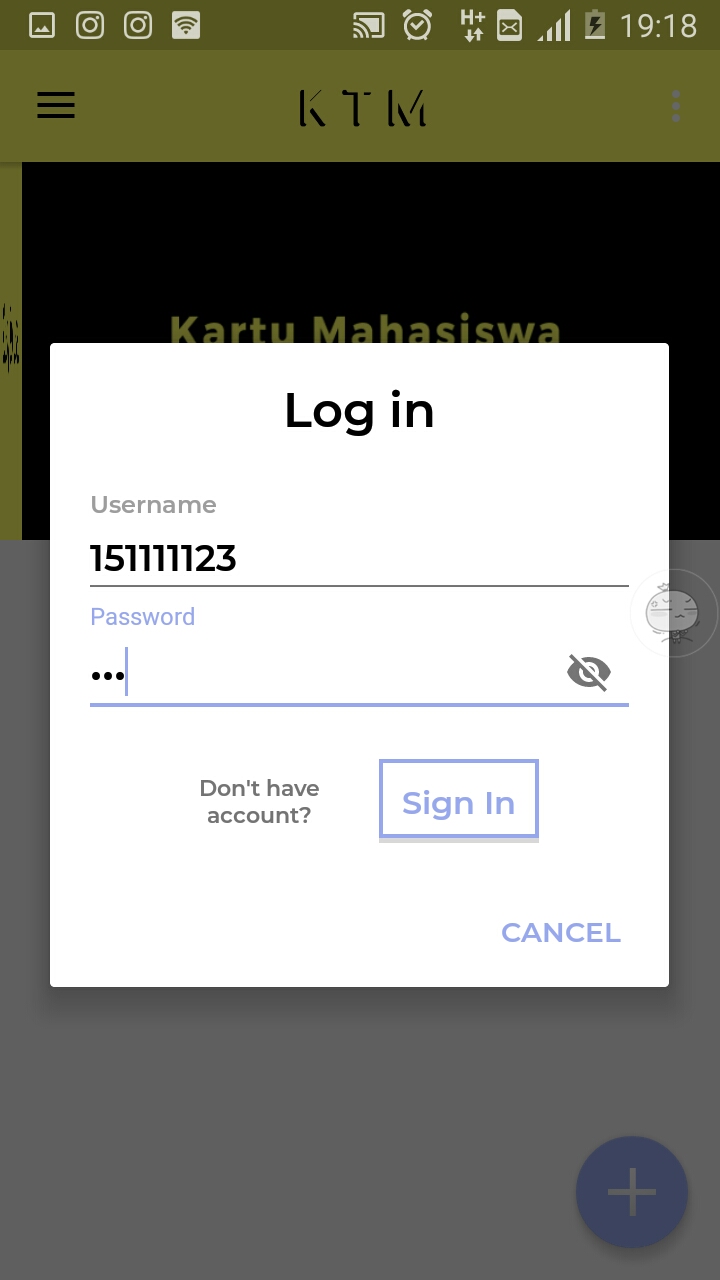 H+ 19:18
K T M
Kartu Mahasiswa
Log in
Username
151111123
Password
•••
Don't have
account?
Sign In
CANCEL